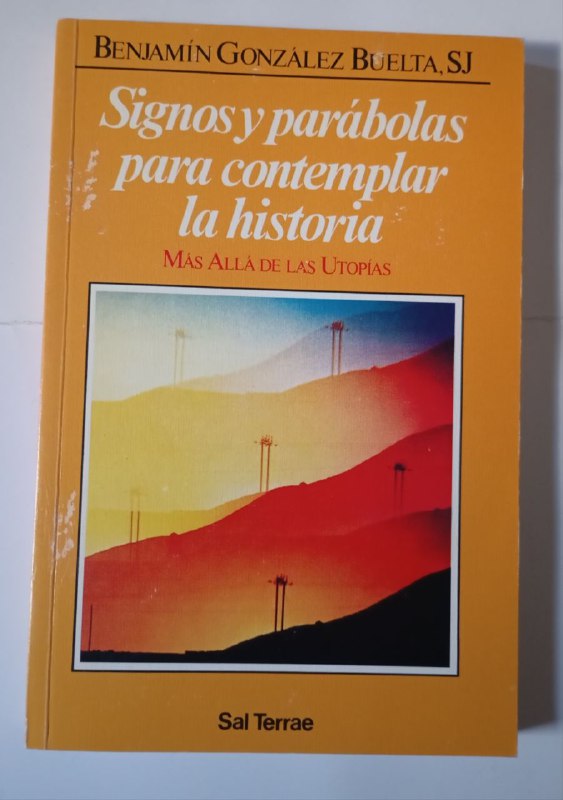 BENJAMÍN GONZÁLEZ BUELTA, SJ
Signos y parábolas
para contemplar
la historia
MÁS ALLÁ DE LAS UTOPÍAS
Sal Terrae